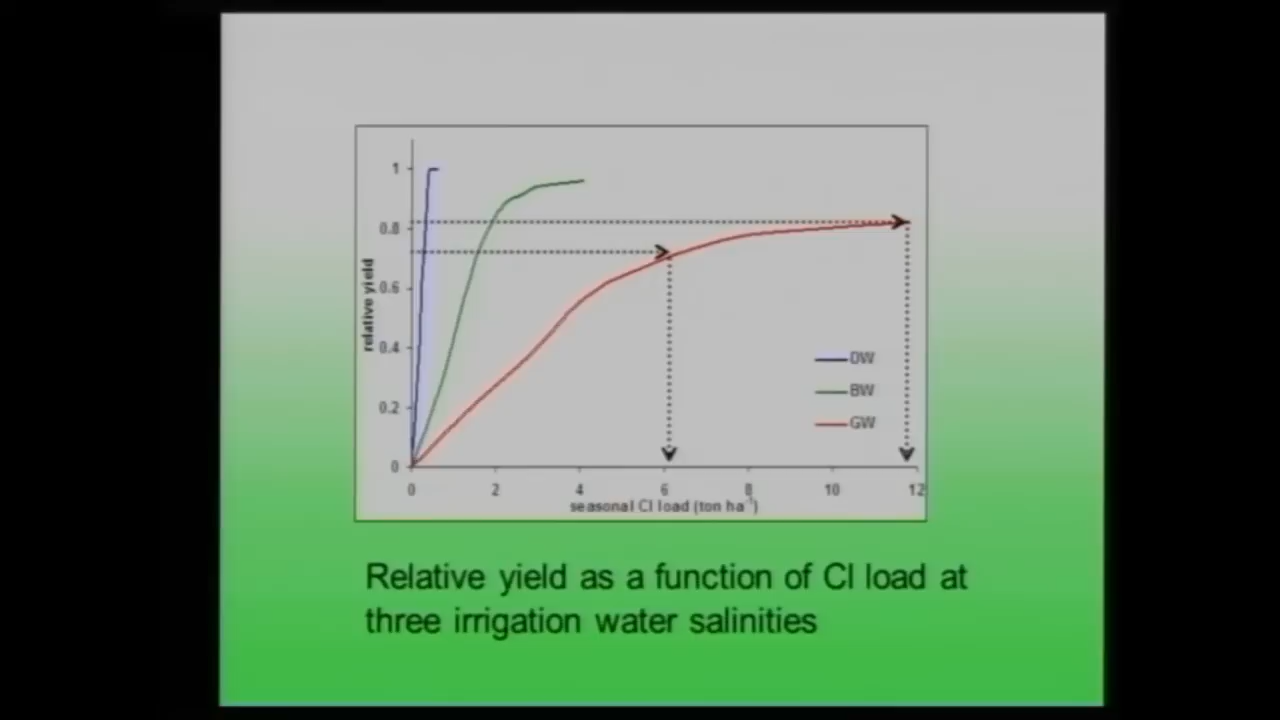 1
0.8
0.6
0.4
0.2
0
relative yield
0 2 4 6 8 10 12
seasonal Cl load (ton ha⁻¹)
DW
BW
GW
Relative yield as a function of Cl load at
three irrigation water salinities